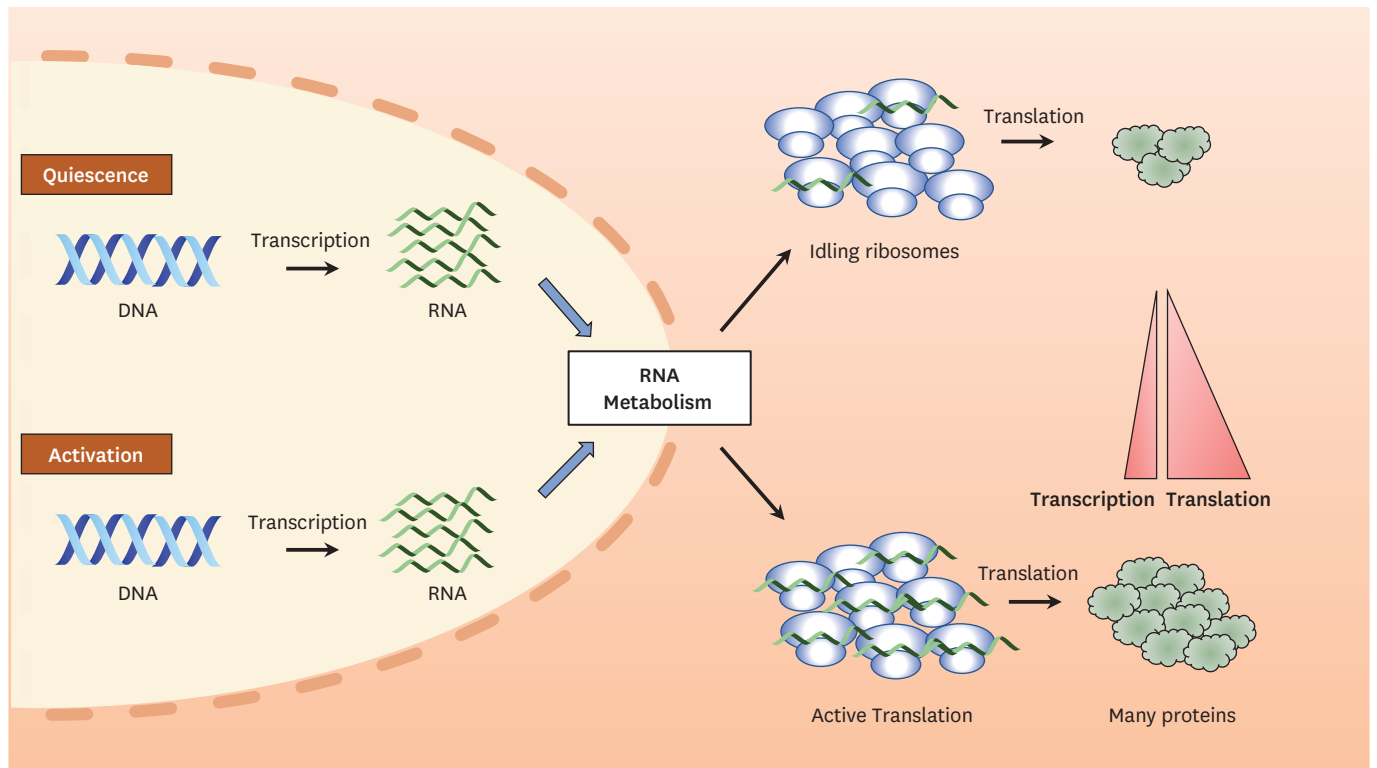 Quiescence
Transcription
DNA
RNA
Activation
Transcription
DNA
RNA
RNA
Metabolism
Translation
Idling ribosomes
Transcription Translation
Translation
Active Translation
Many proteins